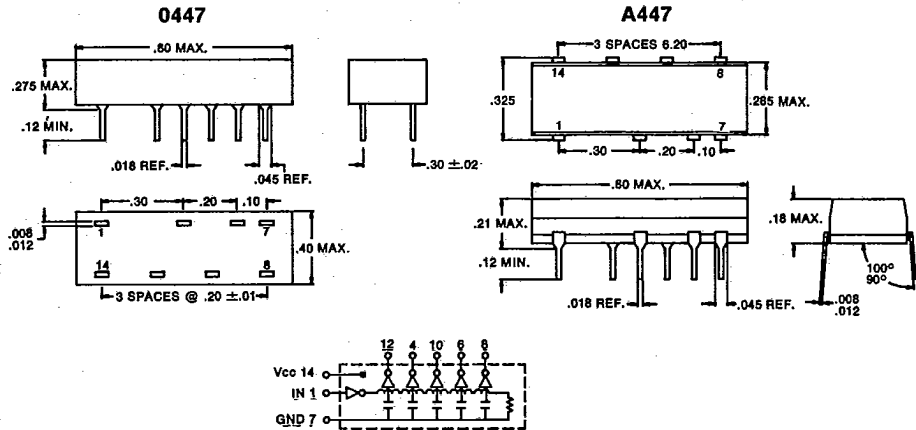 0447
.80 MAX.
.275 MAX.
.12 MIN.
.018 REF.
.045 REF.
.30 ±.02
.30
.20
.10
.008
.012
1
7
14
8
.40 MAX.
3 SPACES @ .20 ±.01
A447
3 SPACES 6.20
14
8
.325
.285 MAX.
1
7
.30
.20
.10
.80 MAX.
.21 MAX.
.12 MIN.
.018 REF.
.045 REF.
.18 MAX.
100°
90°
.008
.012
12 4 10 6 8
Vcc 14
IN 1
GND 7